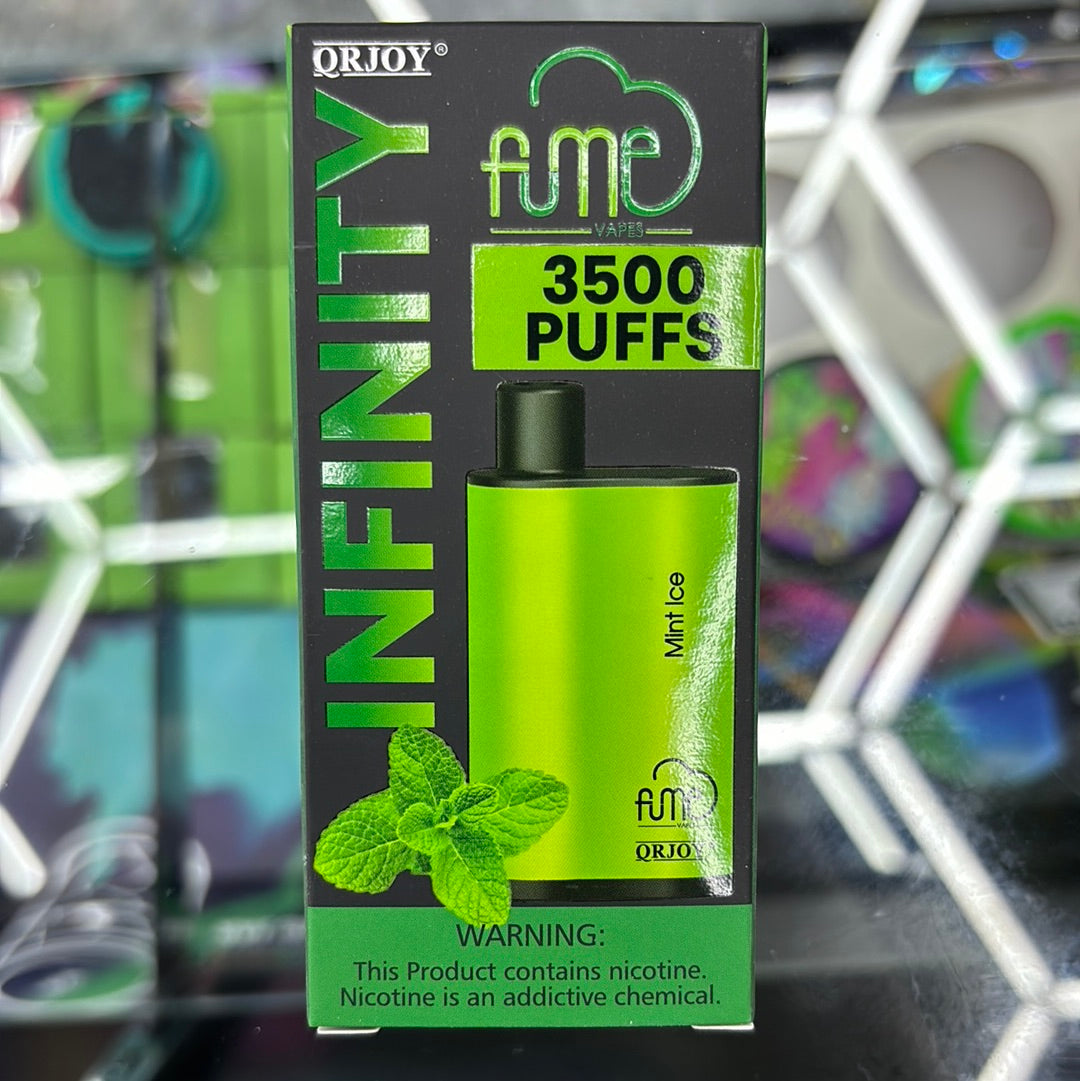 QRJOY®
INFINITY
fume
VAPES
3500
PUFFS
Mint Ice
fume
VAPES
QRJOY
WARNING:
This Product contains nicotine.
Nicotine is an addictive chemical.